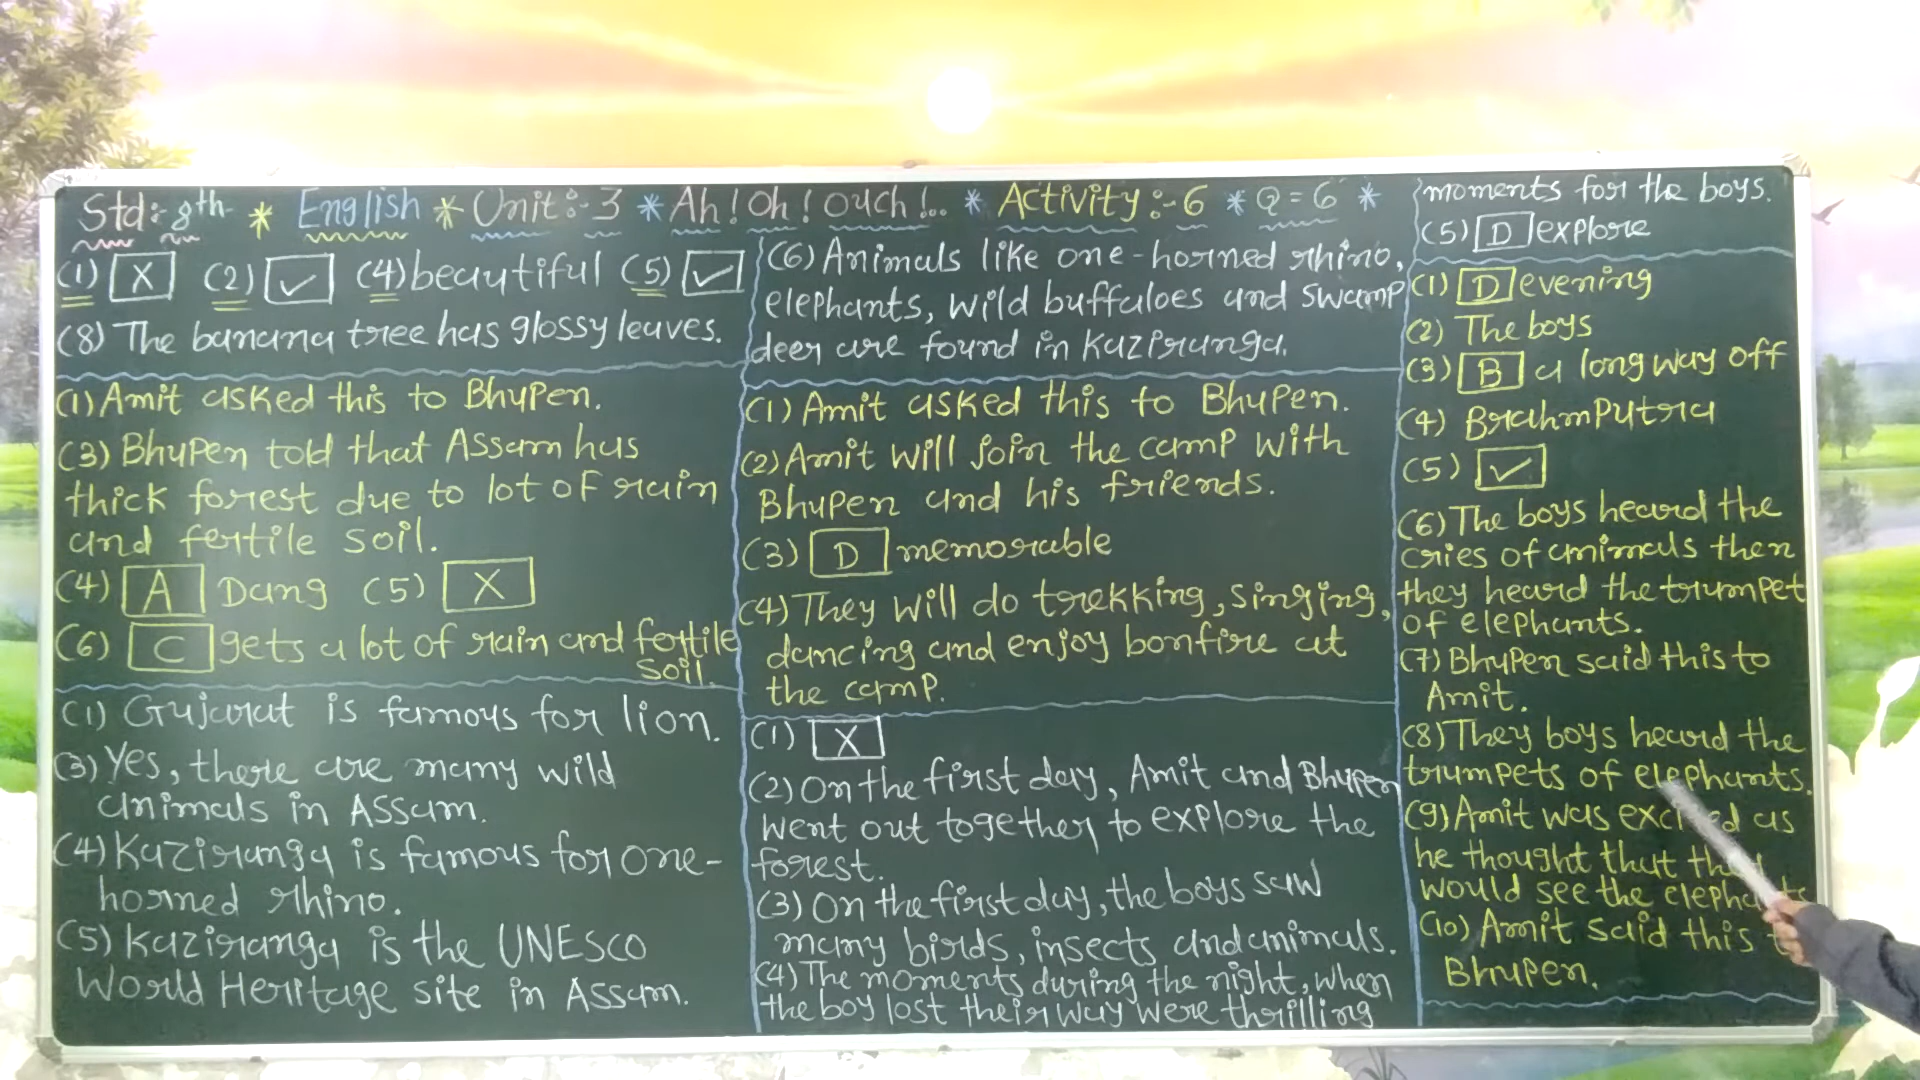 Std:- 8th * English * Unit:-3 * Ah! Oh! Ouch!.. * Activity:-6 * Q=6 *
(1) X (2) ✓ (4) beautiful (5) ✓
(8) The banana tree has glossy leaves.
(1) Amit asked this to Bhupen.
(3) Bhupen told that Assam has
thick forest due to lot of rain
and fertile soil.
(4) A Dang (5) X
(6) C gets a lot of rain and fertile
soil.
(1) Gujarat is famous for lion.
(3) Yes, there are many wild
animals in Assam.
(4) Kaziranga is famous for one-
horned rhino.
(5) Kaziranga is the UNESCO
World Heritage site in Assam.
(6) Animals like one-horned rhino,
elephants, wild buffaloes and swamp
deer are found in Kaziranga.
(1) Amit asked this to Bhupen.
(2) Amit will join the camp with
Bhupen and his friends.
(3) D memorable
(4) They will do trekking, singing,
dancing and enjoy bonfire at
the camp.
(1) X
(2) On the first day, Amit and Bhupen
went out together, to explore the
forest.
(3) On the first day, the boys saw
many birds, insects and animals.
(4) The moments during the night, when
the boy lost their way were thrilling
moments for the boys.
(5) D explore
(1) D evening
(2) The boys
(3) B a long way off
(4) Brahmputra
(5) ✓
(6) The boys heard the
cries of animals then
they heard the trumpet
of elephants.
(7) Bhupen said this to
Amit.
(8) They boys heard the
trumpets of elephants.
(9) Amit was as
he thought that
would see the
(10) Amit said this
Bhupen.